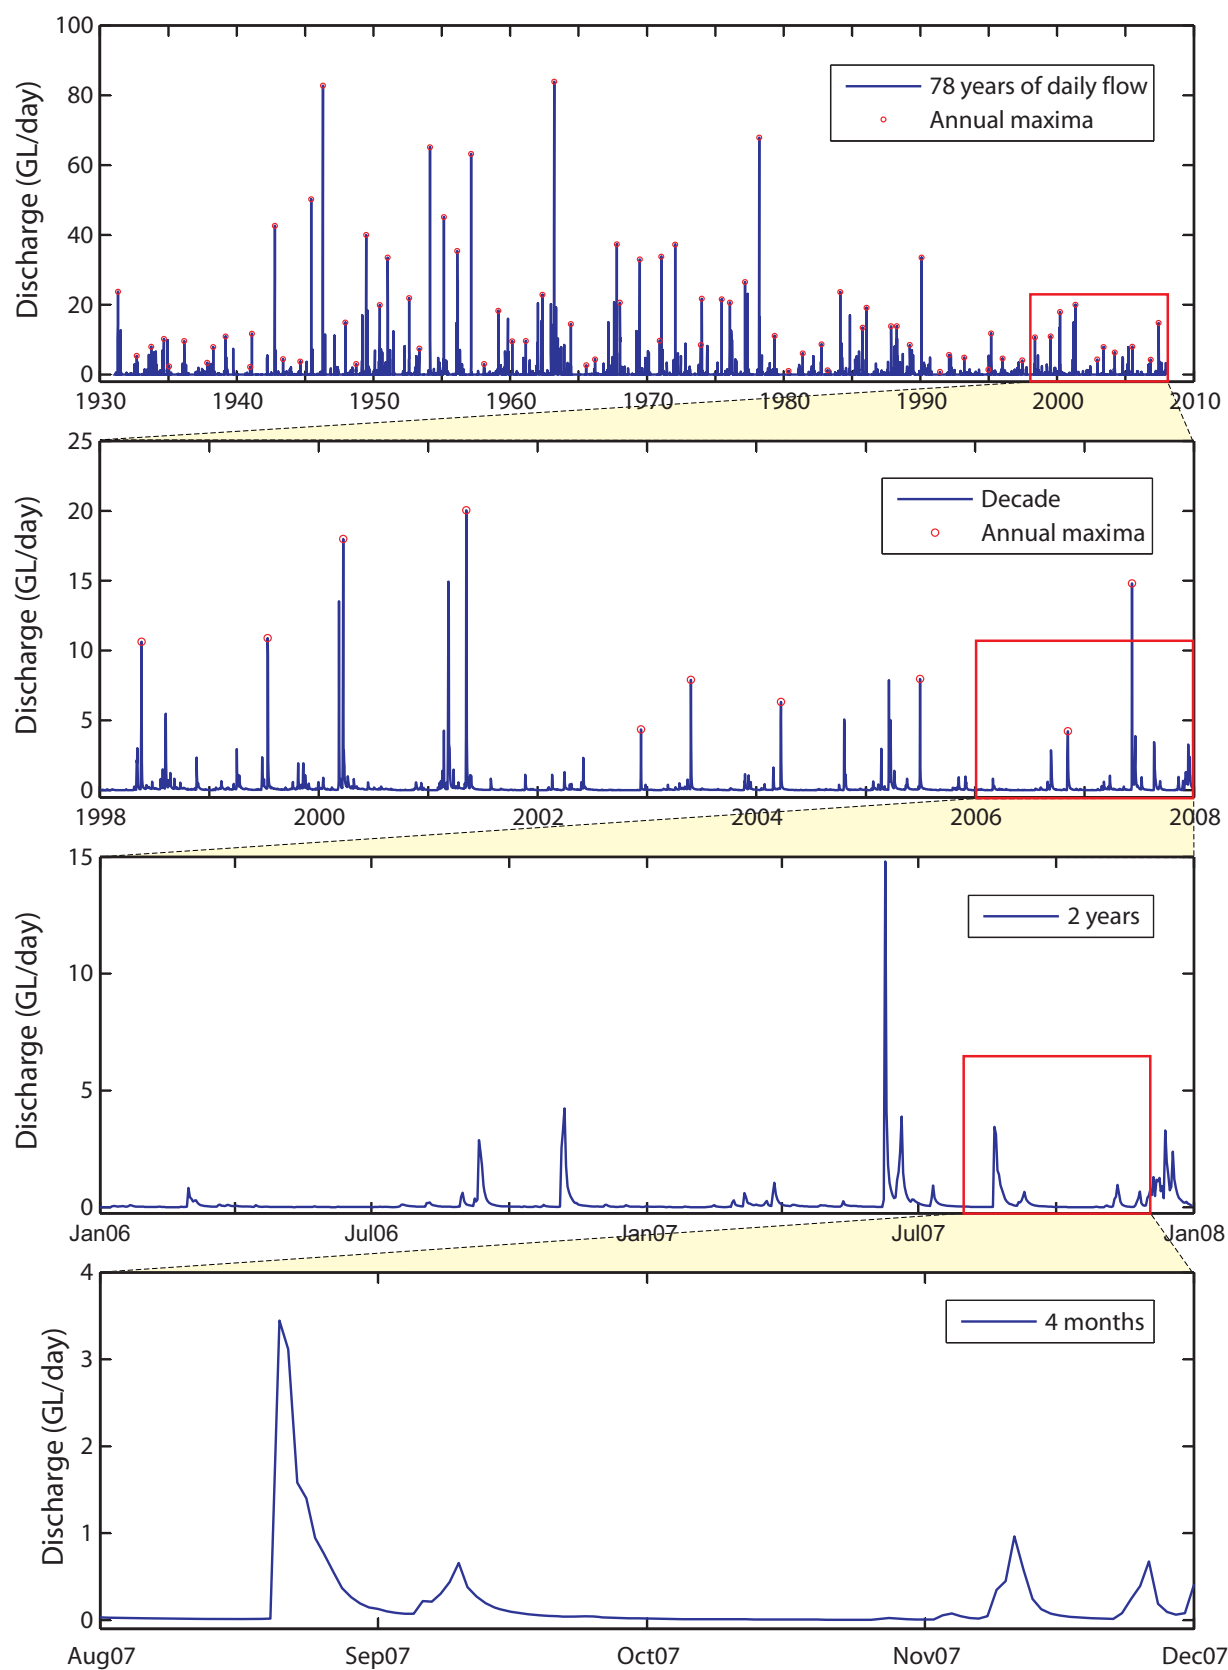 100
80
60
40
20
0
Discharge (GL/day)
78 years of daily flow
Annual maxima
1930 1940 1950 1960 1970 1980 1990 2000 2010
25
20
15
10
5
0
Discharge (GL/day)
Decade
Annual maxima
1998 2000 2002 2004 2006 2008
15
10
5
0
Discharge (GL/day)
2 years
Jan06 Jul06 Jan07 Jul07 Jan08
4
3
2
1
0
Discharge (GL/day)
4 months
Aug07 Sep07 Oct07 Nov07 Dec07